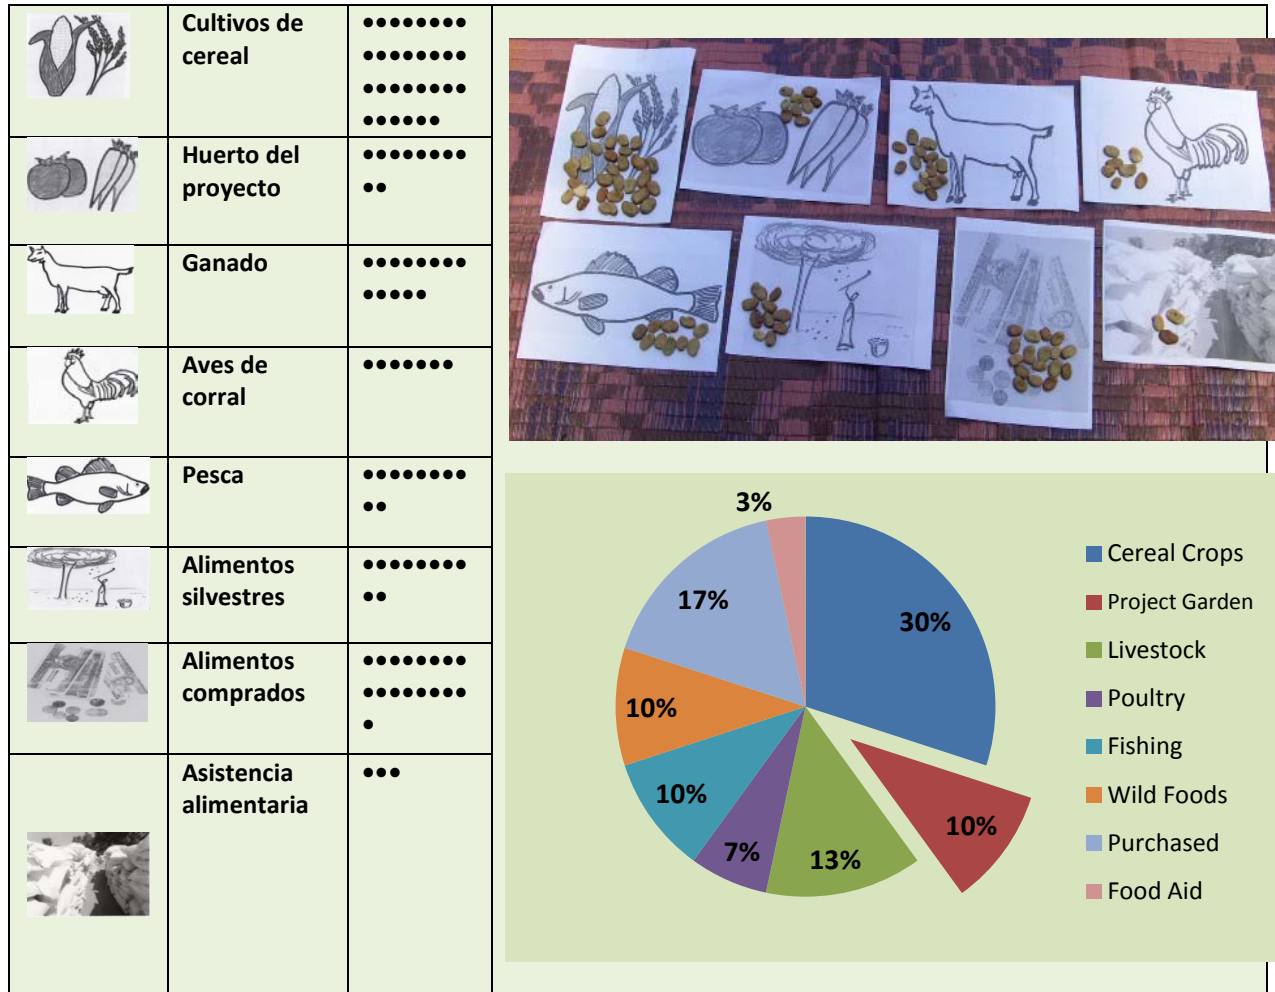 Cultivos de
cereal
••••••••
••••••••
••••••••
••••••
Huerto del
proyecto
••••••••
••
Ganado
••••••••
•••••
Aves de
corral
•••••••
Pesca
••••••••
••
Alimentos
silvestres
••••••••
••
Alimentos
comprados
••••••••
••••••••
•
Asistencia
alimentaria
•••
3%
30%
17%
10%
10%
10%
7%
13%
Cereal Crops
Project Garden
Livestock
Poultry
Fishing
Wild Foods
Purchased
Food Aid